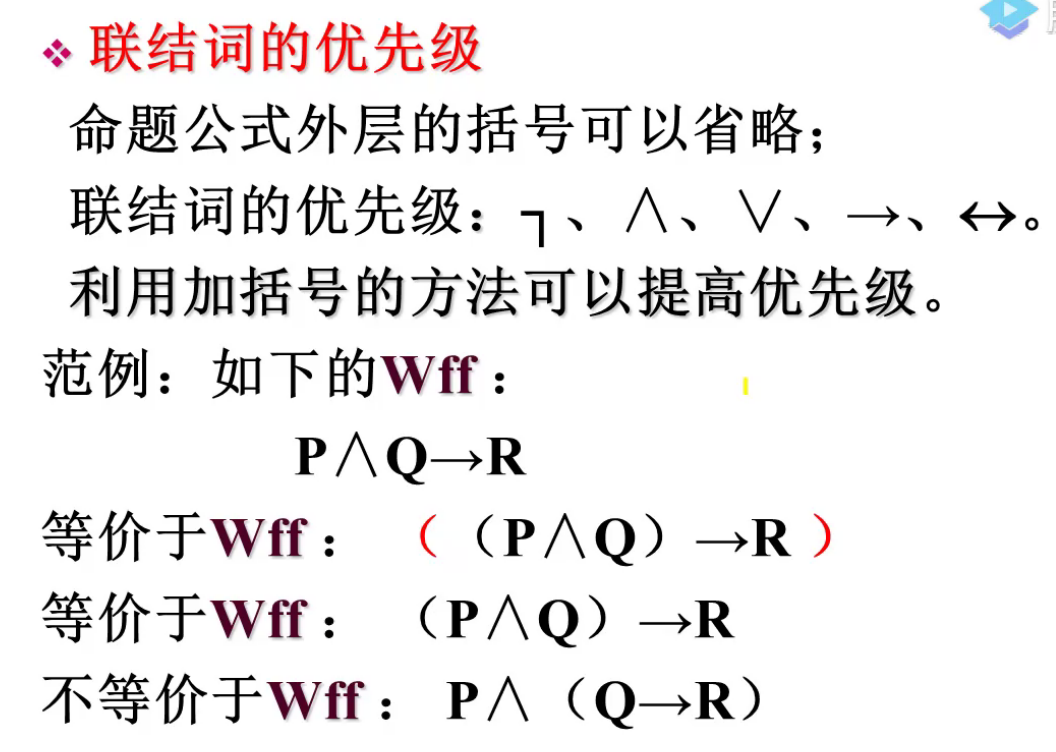 ❖ 联结词的优先级
命题公式外层的括号可以省略；
联结词的优先级：┐、∧、∨、→、↔。
利用加括号的方法可以提高优先级。
范例：如下的Wff：
P∧Q→R
等价于Wff：（（P∧Q）→R）
等价于Wff：（P∧Q）→R
不等价于Wff： P∧（Q→R）